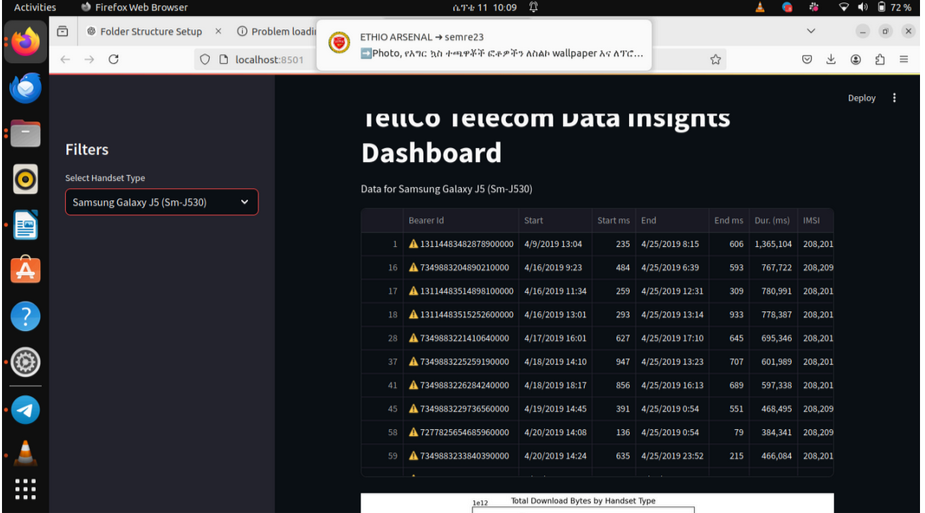 Activities
Firefox Web Browser
ሴፕቴ 11 10:09
72 %
Folder Structure Setup
Problem loadi
ETHIO ARSENAL ➔ semre23
➡️Photo, የአግር ኳስ ተጫዋቾች ፎቶዎችን ለስልክ wallpaper እና ለፕሮ...
localhost:8501
Deploy
TellCo Telecom Data Insights
Dashboard
Filters
Select Handset Type
Samsung Galaxy J5 (Sm-J530)
Data for Samsung Galaxy J5 (Sm-J530)
Bearer Id Start Start ms End End ms Dur. (ms) IMSI
1 ⚠️ 13114483482878900000 4/9/2019 13:04 235 4/25/2019 8:15 606 1,365,104 208,201
16 ⚠️ 7349883204890210000 4/16/2019 9:23 484 4/25/2019 6:39 593 767,722 208,209
17 ⚠️ 13114483514898100000 4/16/2019 11:34 259 4/25/2019 12:31 309 780,991 208,201
18 ⚠️ 13114483515252600000 4/16/2019 13:01 293 4/25/2019 13:14 933 778,387 208,201
28 ⚠️ 7349883221410640000 4/17/2019 16:01 627 4/25/2019 17:10 645 695,346 208,201
37 ⚠️ 7349883225259190000 4/18/2019 14:10 947 4/25/2019 13:23 707 601,989 208,201
41 ⚠️ 7349883226284240000 4/18/2019 18:17 856 4/25/2019 16:13 689 597,338 208,201
45 ⚠️ 7349883229736560000 4/19/2019 14:45 391 4/25/2019 0:54 551 468,495 208,209
58 ⚠️ 7277825654685960000 4/20/2019 14:08 136 4/25/2019 0:54 79 384,341 208,209
59 ⚠️ 7349883233840390000 4/20/2019 14:24 635 4/25/2019 23:52 215 466,084 208,201
1e12 Total Download Bytes by Handset Type